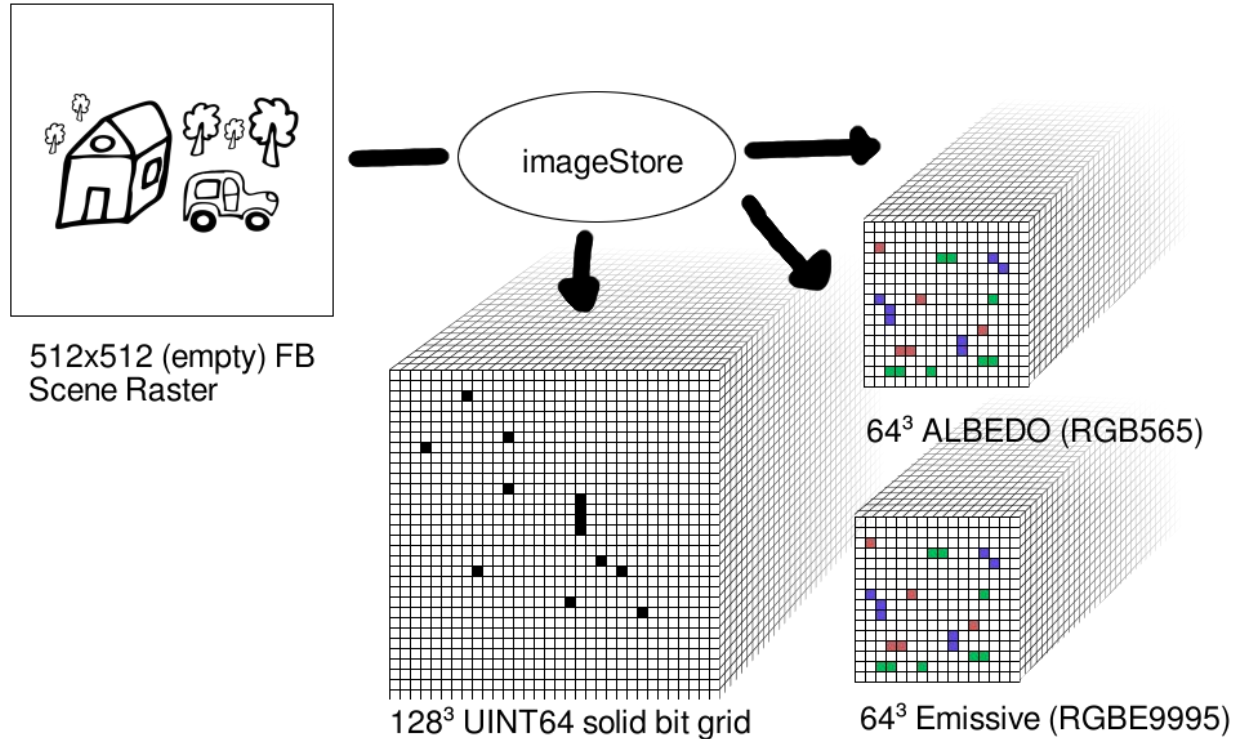 imageStore
512x512 (empty) FB
Scene Raster
64³ ALBEDO (RGB565)
128³ UINT64 solid bit grid
64³ Emissive (RGBE9995)